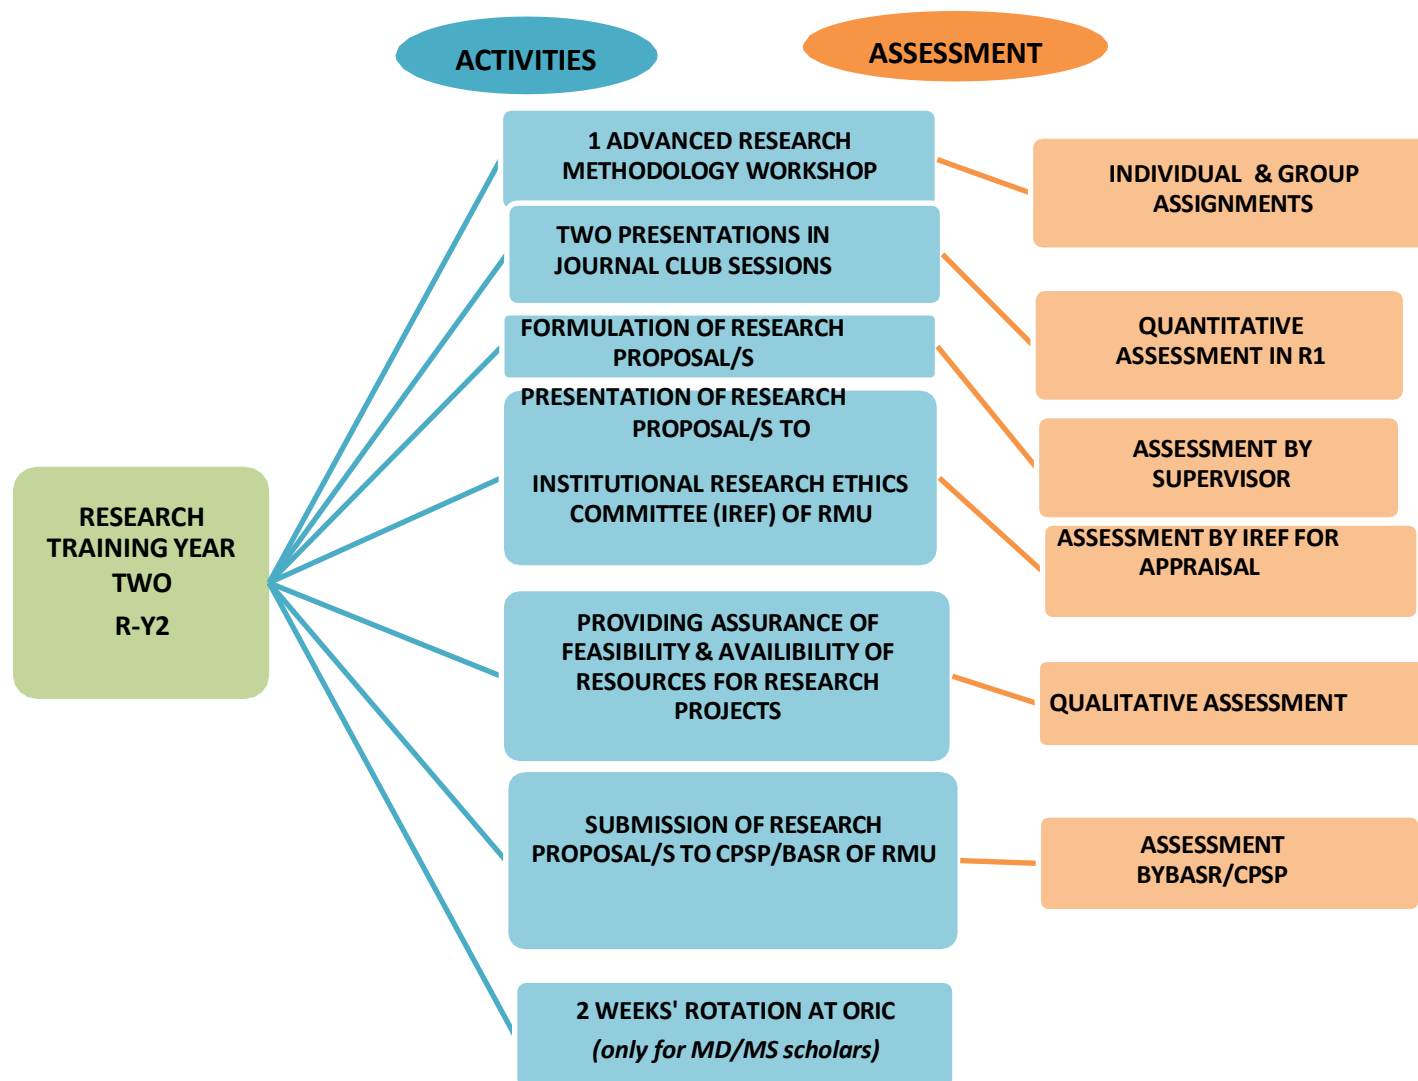 ACTIVITIES
ASSESSMENT
1 ADVANCED RESEARCH
METHODOLOGY WORKSHOP
INDIVIDUAL & GROUP
ASSIGNMENTS
TWO PRESENTATIONS IN
JOURNAL CLUB SESSIONS
QUANTITATIVE
ASSESSMENT IN R1
FORMULATION OF RESEARCH
PROPOSAL/S
ASSESSMENT BY
SUPERVISOR
PRESENTATION OF RESEARCH
PROPOSAL/S TO
INSTITUTIONAL RESEARCH ETHICS
COMMITTEE (IREF) OF RMU
ASSESSMENT BY IREF FOR
APPRAISAL
RESEARCH
TRAINING YEAR
TWO
R-Y2
PROVIDING ASSURANCE OF
FEASIBILITY & AVAILIBILITY OF
RESOURCES FOR RESEARCH
PROJECTS
QUALITATIVE ASSESSMENT
SUBMISSION OF RESEARCH
PROPOSAL/S TO CPSP/BASR OF RMU
ASSESSMENT
BYBASR/CPSP
2 WEEKS' ROTATION AT ORIC
(only for MD/MS scholars)